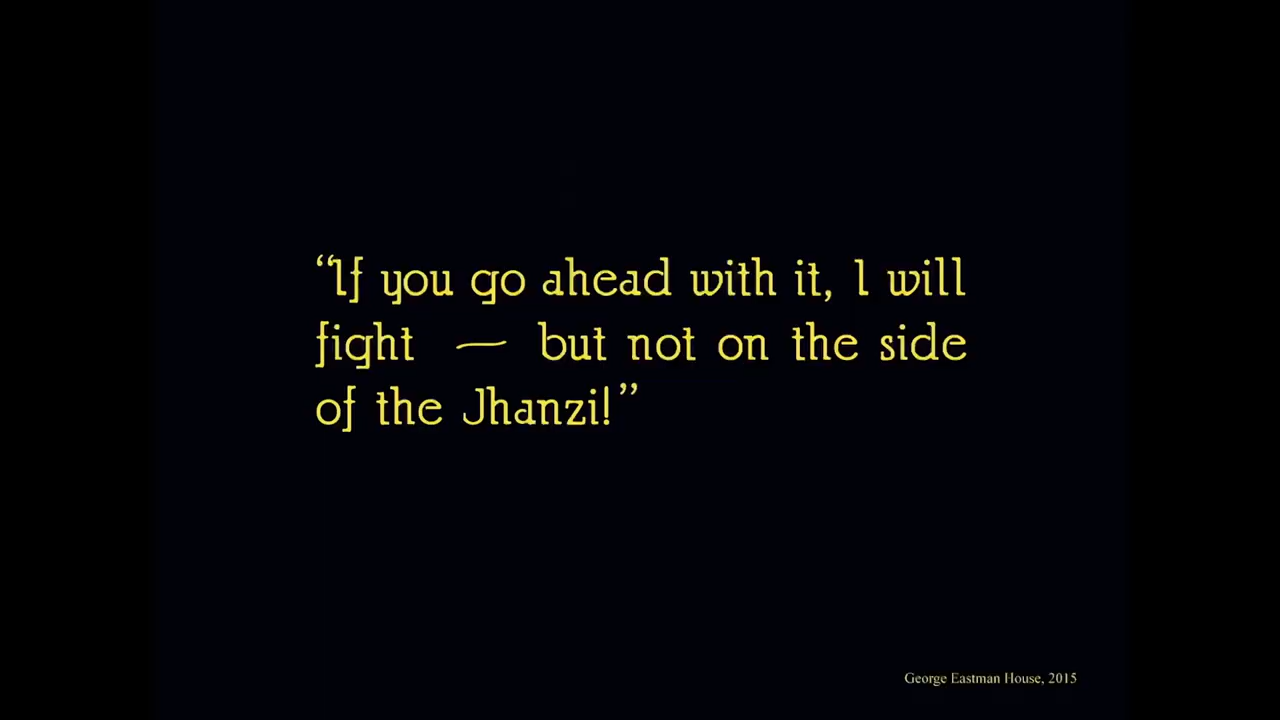 “If you go ahead with it, I will
fight — but not on the side
of the Jhanzi!”
George Eastman House, 2015